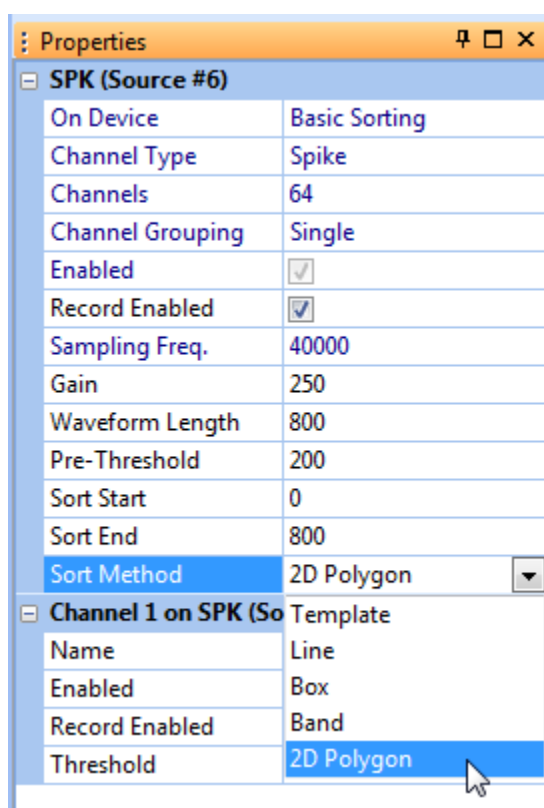 Properties
SPK (Source #6)
On Device Basic Sorting
Channel Type Spike
Channels 64
Channel Grouping Single
Enabled
Record Enabled
Sampling Freq. 40000
Gain 250
Waveform Length 800
Pre-Threshold 200
Sort Start 0
Sort End 800
Sort Method 2D Polygon
Channel 1 on SPK (So
Template
Name
Line
Enabled
Box
Record Enabled
Band
Threshold
2D Polygon